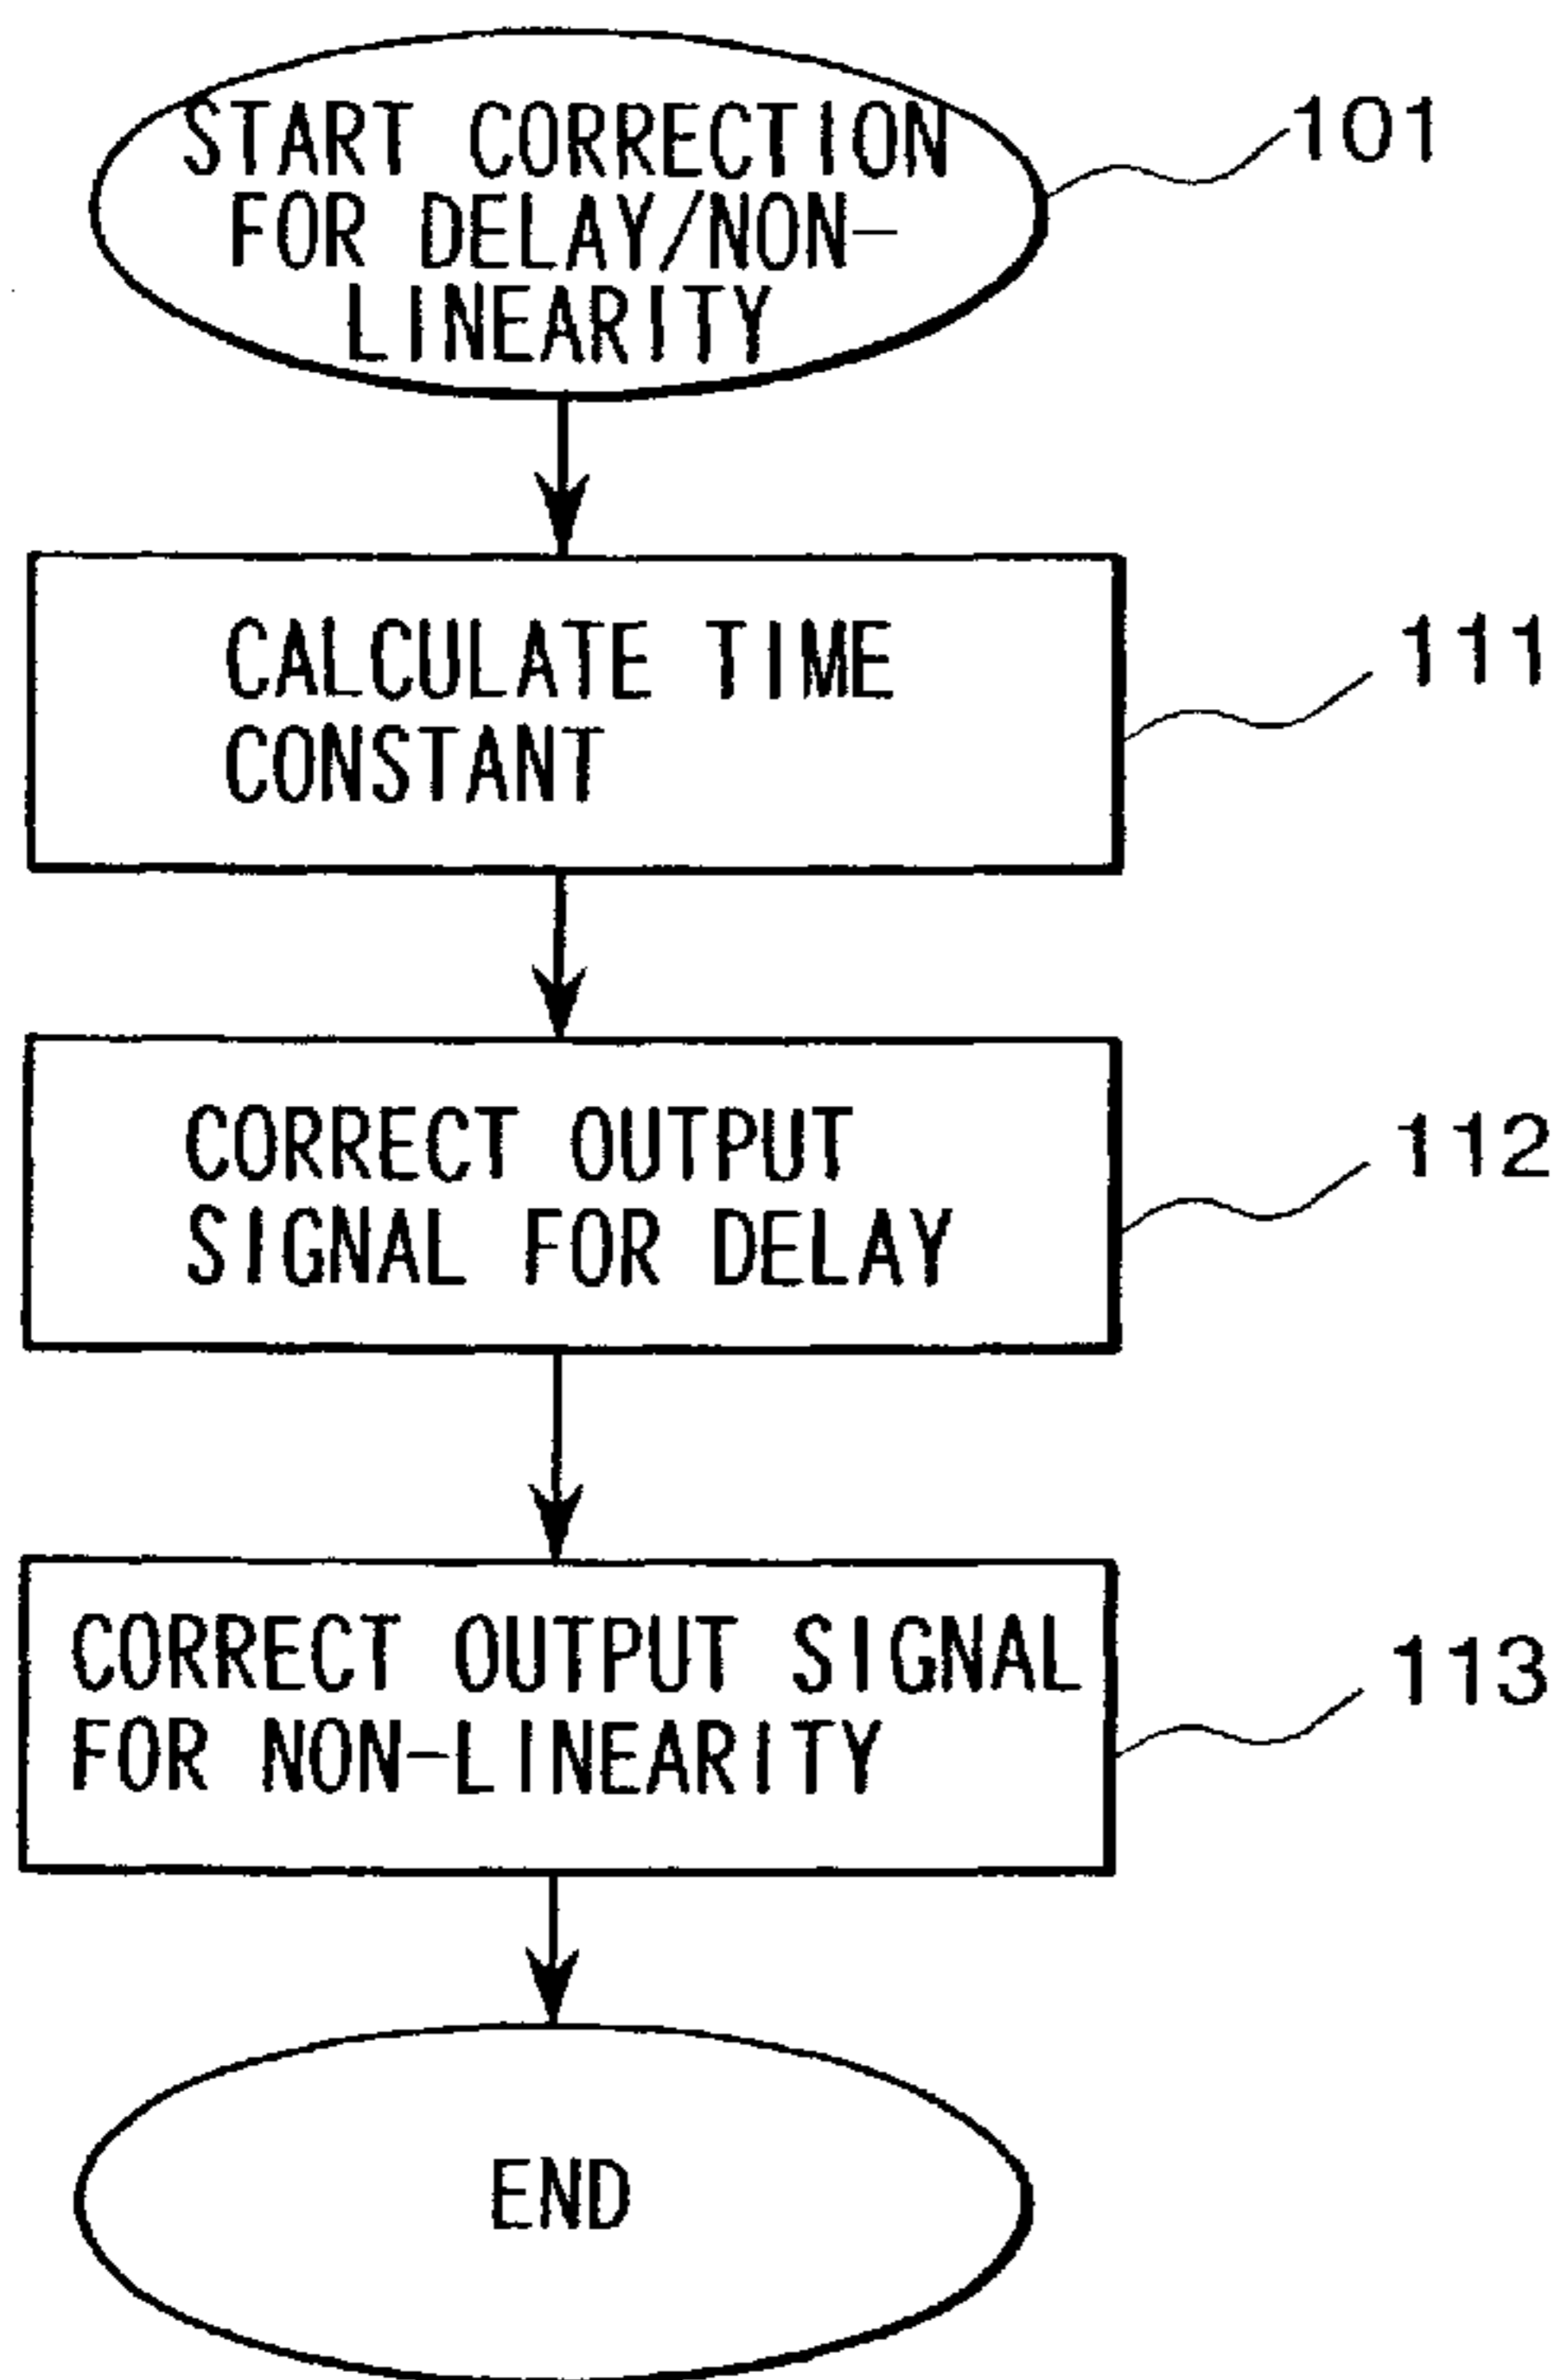 START CORRECTION
FOR DELAY/NON-
LINEARITY
101
CALCULATE TIME
CONSTANT
111
CORRECT OUTPUT
SIGNAL FOR DELAY
112
CORRECT OUTPUT SIGNAL
FOR NON-LINEARITY
113
END